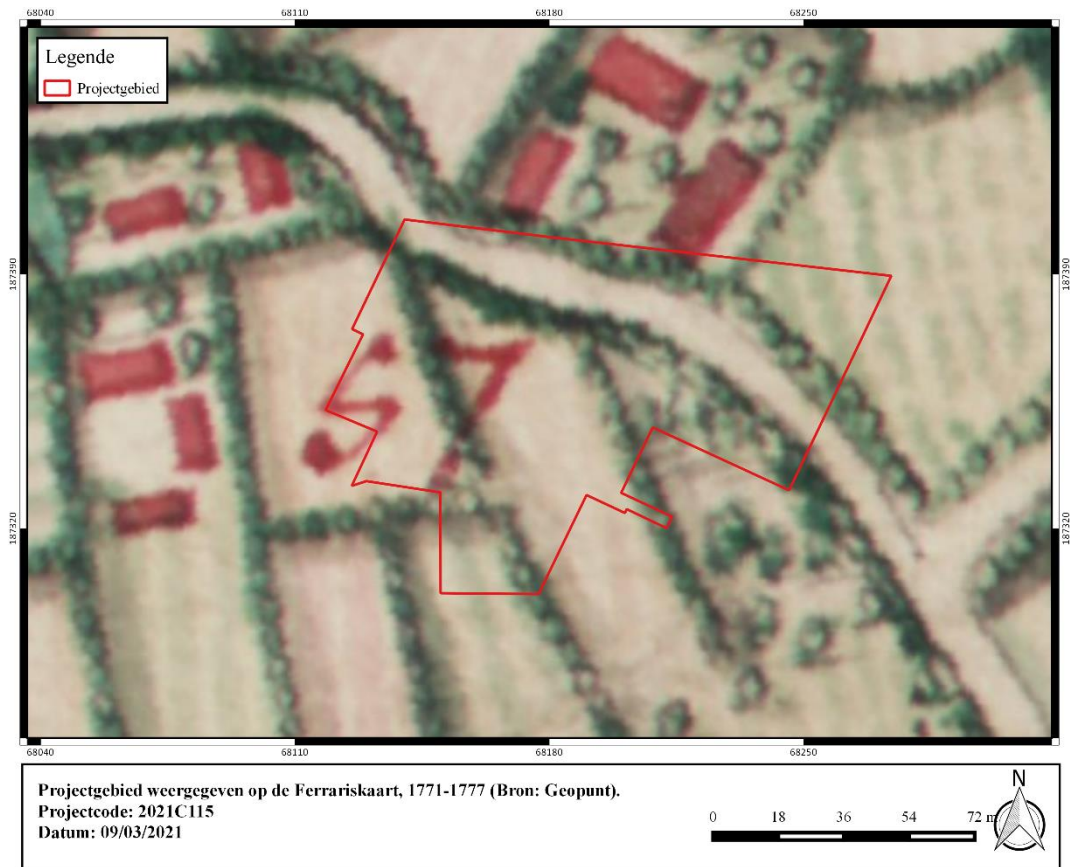 68040 68110 68180 68250
Legende
Projectgebied
187390 187390
57
187320 187320
68040 68110 68180 68250
Projectgebied weergegeven op de Ferrariskaart, 1771-1777 (Bron: Geopunt).
Projectcode: 2021C115
Datum: 09/03/2021
0 18 36 54 72 m
N